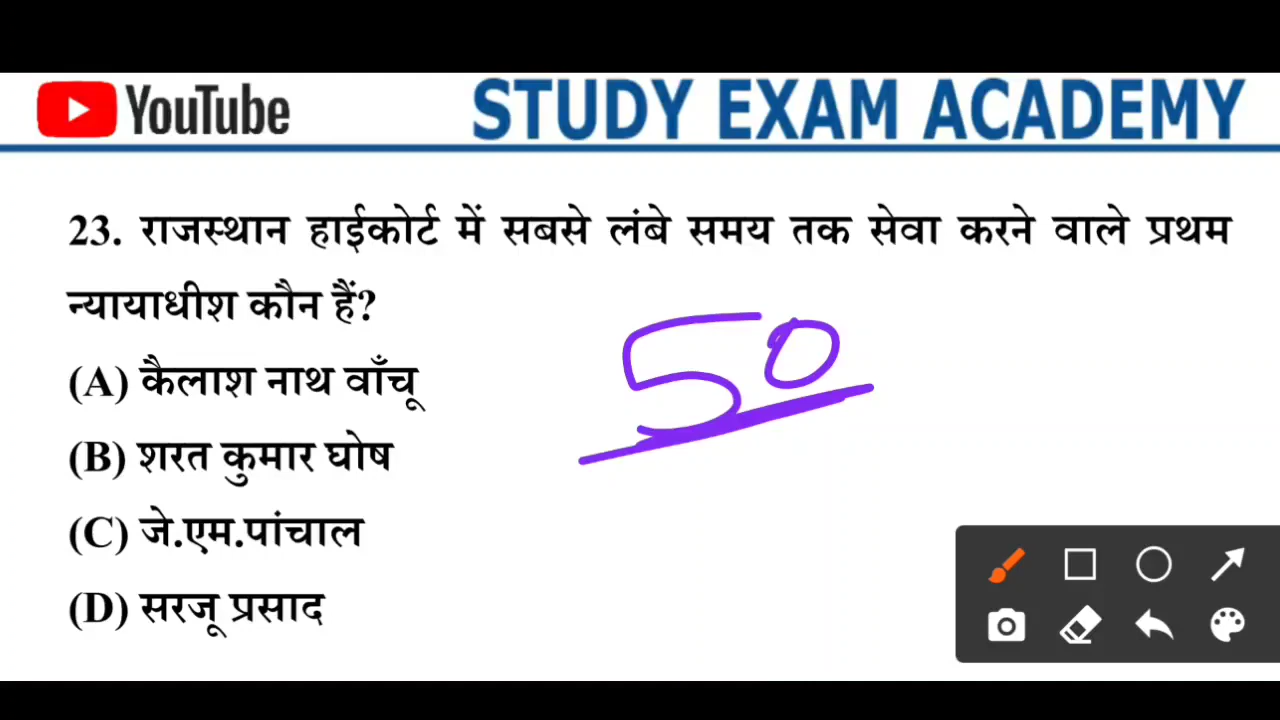 YouTube STUDY EXAM ACADEMY
23. राजस्थान हाईकोर्ट में सबसे लंबे समय तक सेवा करने वाले प्रथम
न्यायाधीश कौन हैं?
50
(A) कैलाश नाथ वाँचू
(B) शरत कुमार घोष
(C) जे.एम.पांचाल
(D) सरजू प्रसाद